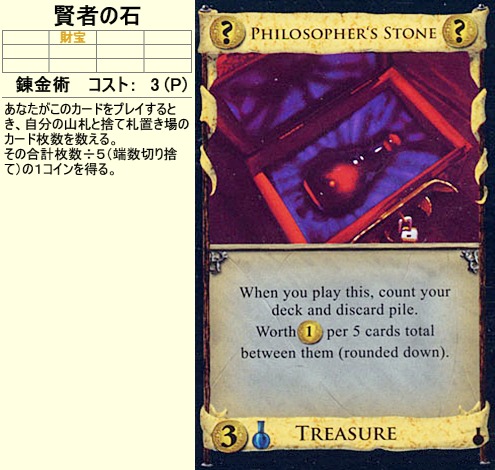 賢者の石
財宝
錬金術 コスト: 3(P)
あなたがこのカードをプレイすると
き、自分の山札と捨て札置き場の
カード枚数を数える。
その合計枚数÷5(端数切り捨
て)の1コインを得る。
? PHILOSOPHER'S STONE ?
When you play this, count your
deck and discard pile.
Worth 1 per 5 cards total
between them (rounded down).
3 TREASURE